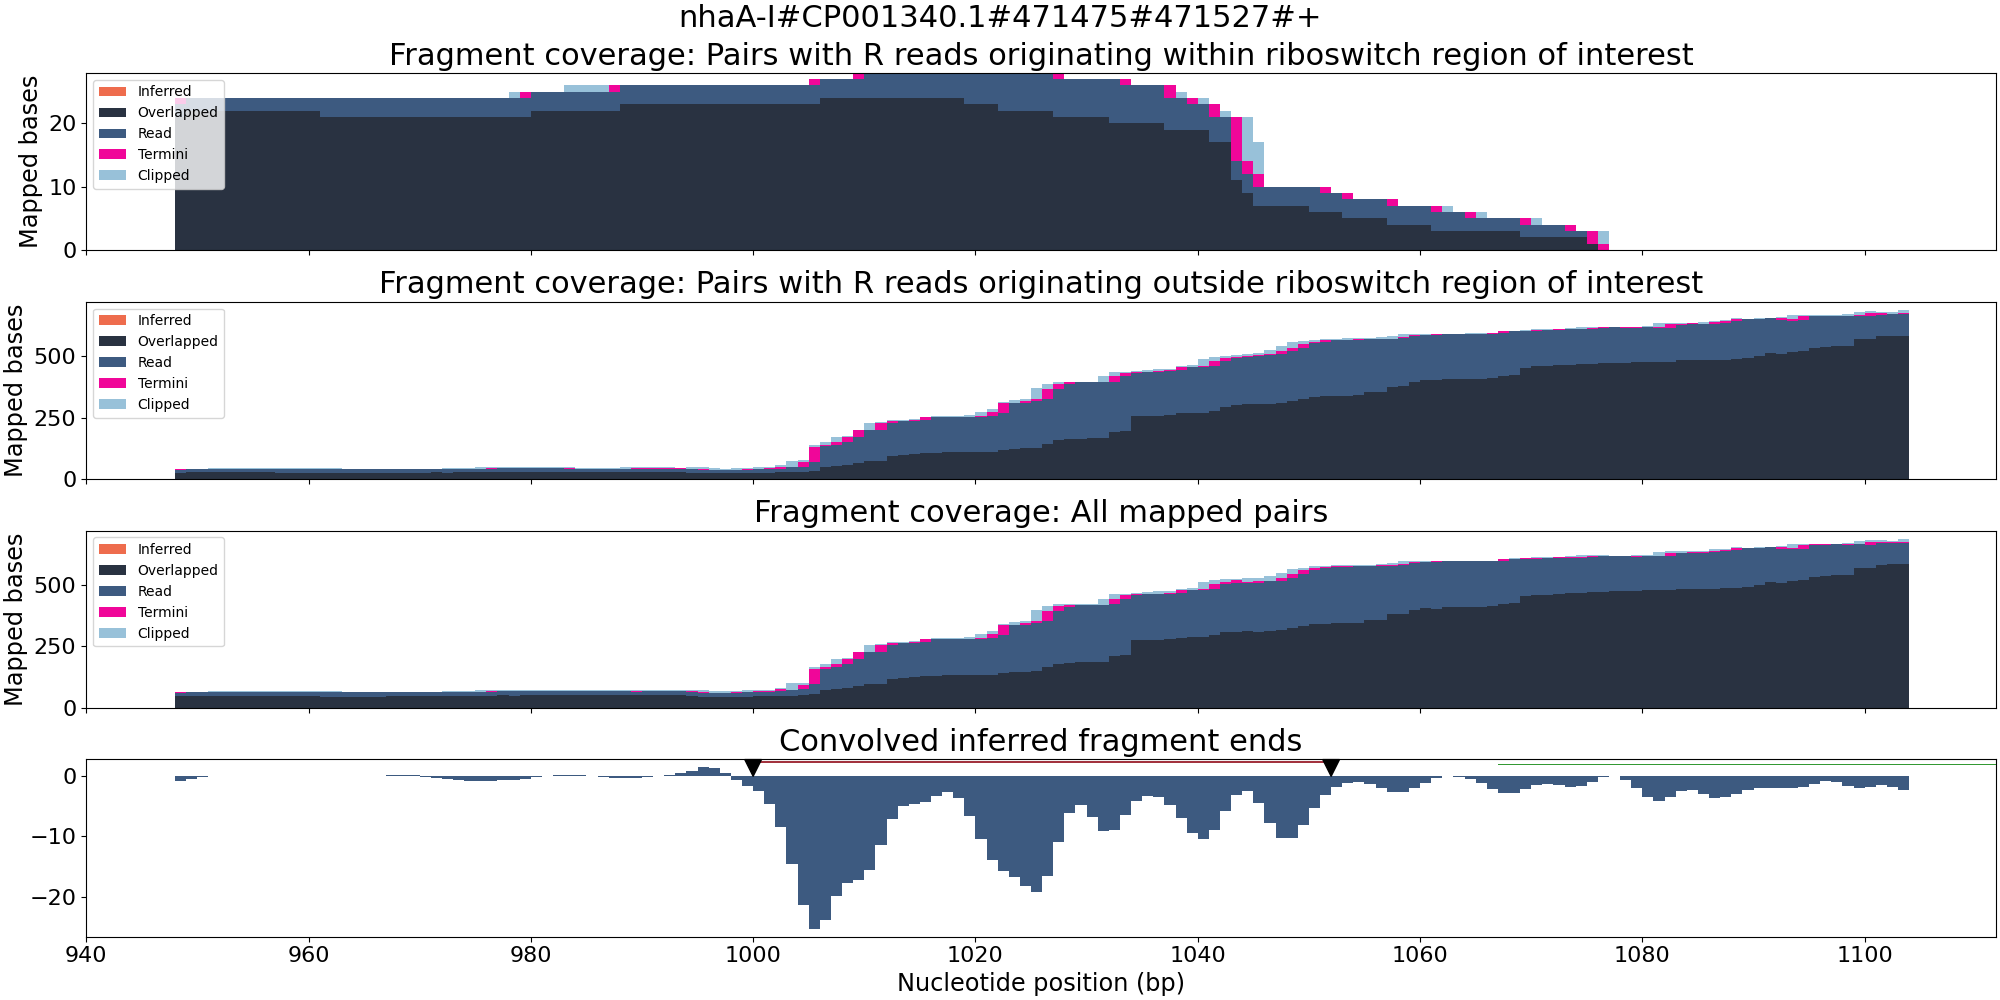 nhaA-I#CP001340.1#471475#471527#+
Fragment coverage: Pairs with R reads originating within riboswitch region of interest
Mapped bases
20
10
0
Inferred
Overlapped
Read
Termini
Clipped
Fragment coverage: Pairs with R reads originating outside riboswitch region of interest
Mapped bases
500
250
0
Inferred
Overlapped
Read
Termini
Clipped
Fragment coverage: All mapped pairs
Mapped bases
500
250
0
Inferred
Overlapped
Read
Termini
Clipped
Convolved inferred fragment ends
0
−10
−20
940 960 980 1000 1020 1040 1060 1080 1100
Nucleotide position (bp)